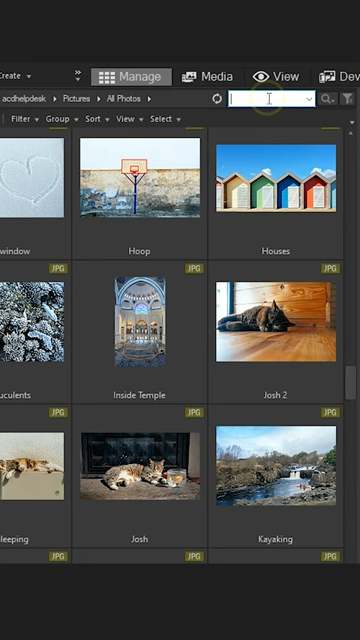 Create
»
Manage
Media
View
Dev
acdhelpdesk
Pictures
All Photos
Filter
Group
Sort
View
Select
window
Hoop
Houses
JPG
JPG
JPG
uculents
Inside Temple
Josh 2
JPG
JPG
JPG
leeping
Josh
Kayaking
JPG
JPG
JPG